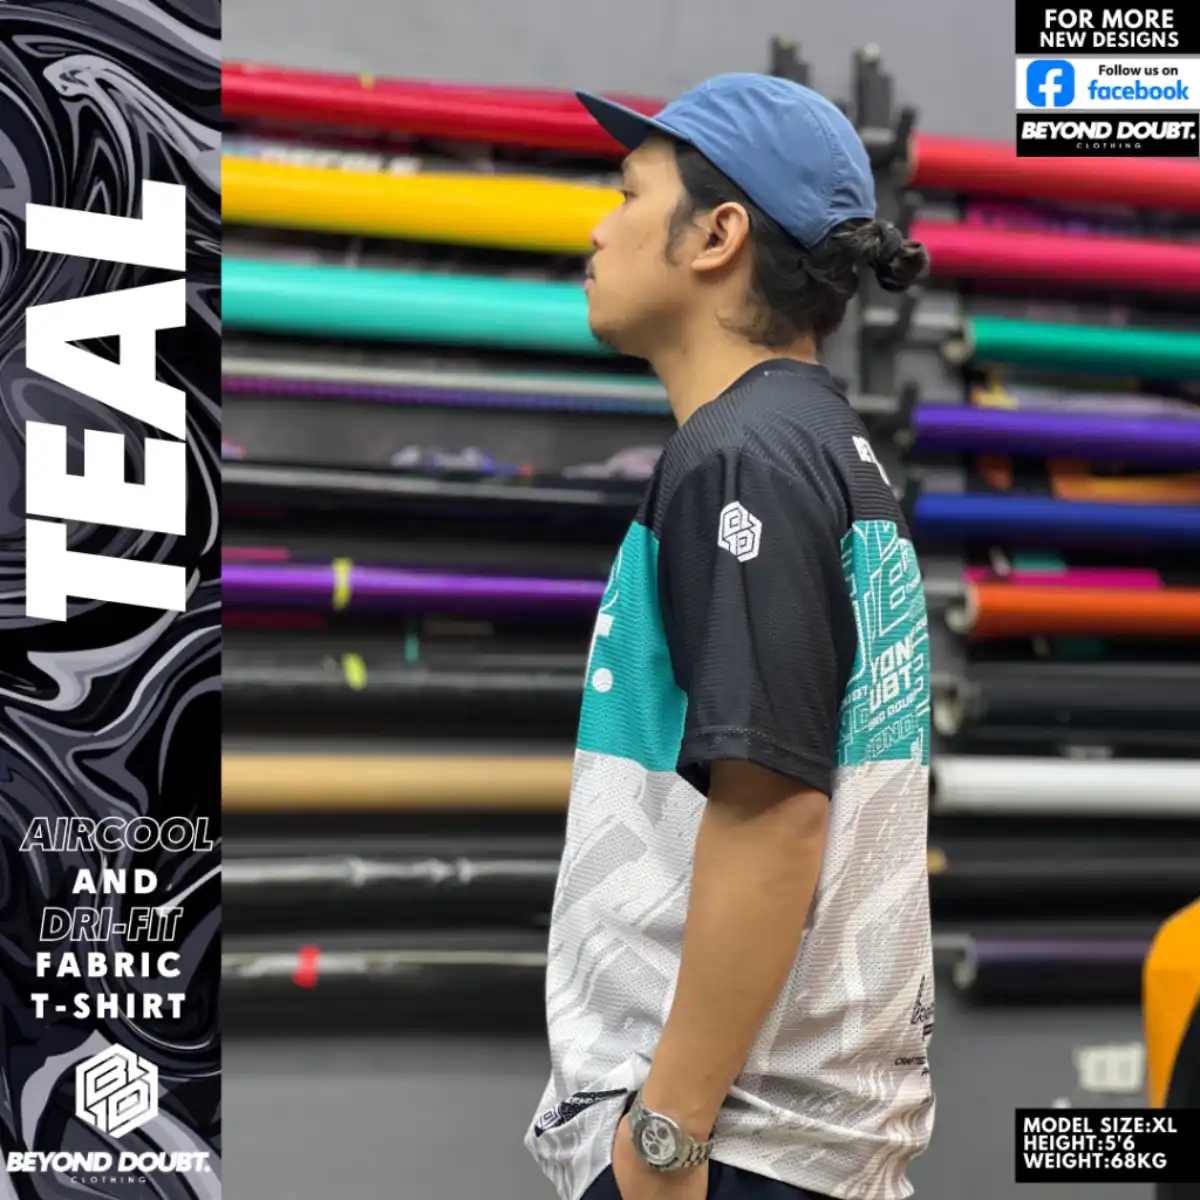 TEAL
AIRCOOL
AND
DRI-FIT
FABRIC
T-SHIRT
BEYOND DOUBT.
CLOTHING
FOR MORE
NEW DESIGNS
Follow us on
facebook
BEYOND DOUBT.
CLOTHING
MODEL SIZE:XL
HEIGHT:5'6
WEIGHT:68KG